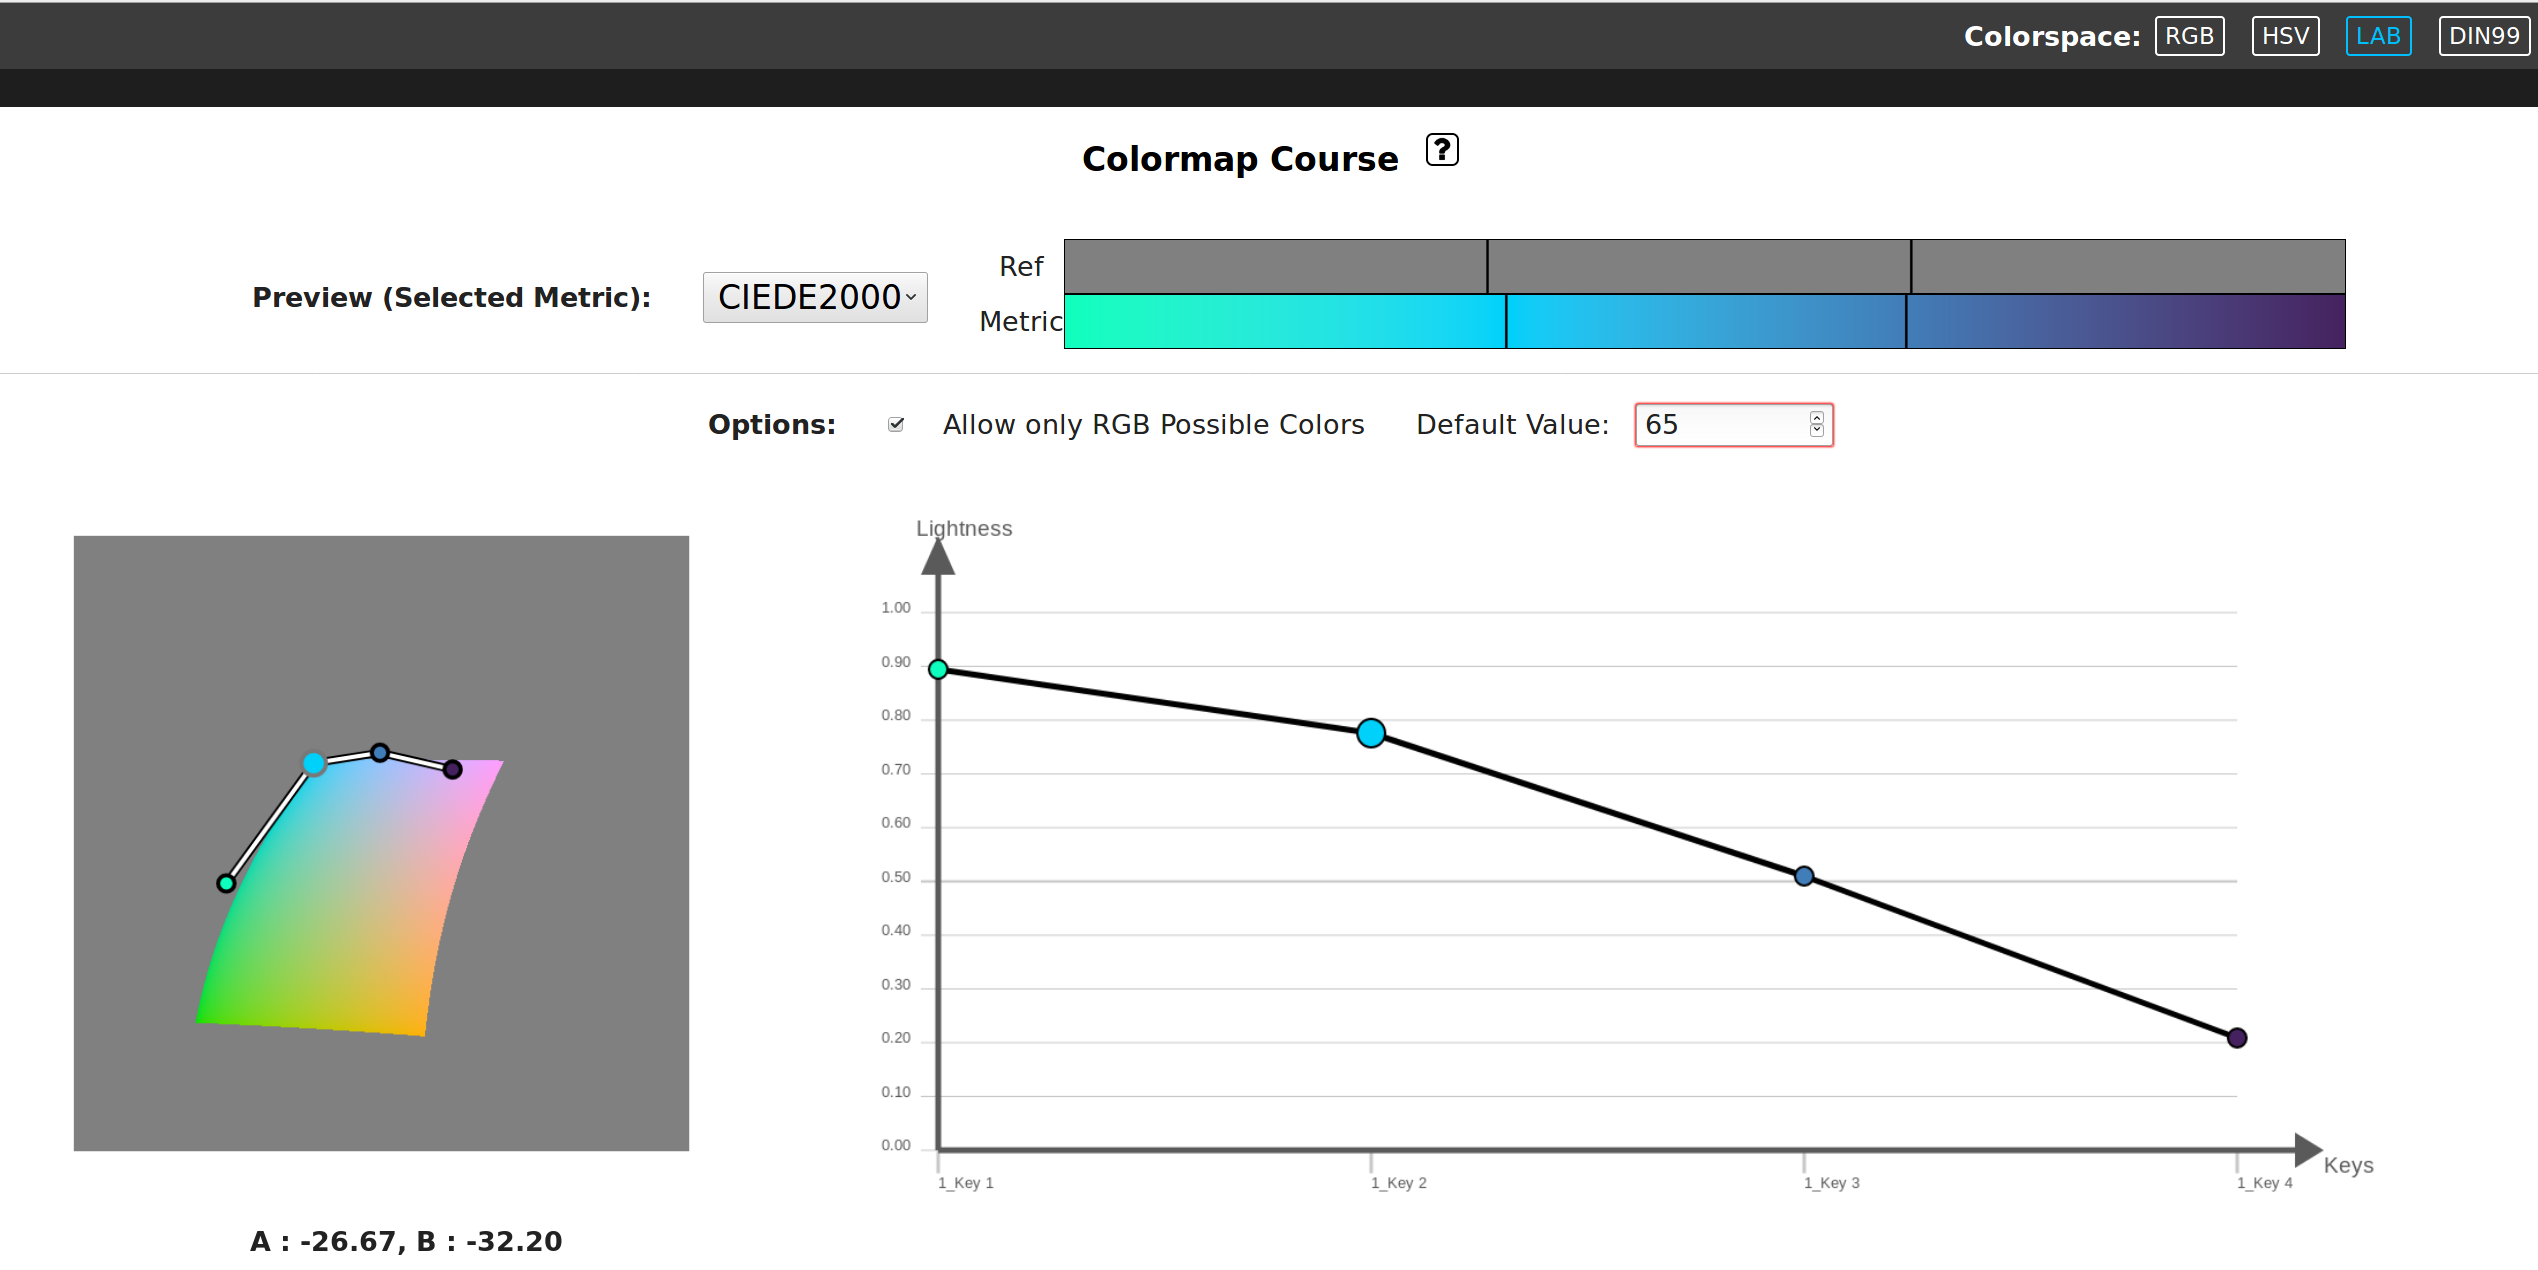 Colorspace: RGB HSV LAB DIN99
Colormap Course ?
Ref
Preview (Selected Metric): CIEDE2000
Metric
Options: Allow only RGB Possible Colors Default Value: 65
Lightness
1.00
0.90
0.80
0.70
0.60
0.50
0.40
0.30
0.20
0.10
0.00
Keys
1_Key 1 1_Key 2 1_Key 3 1_Key 4
A : -26.67, B : -32.20